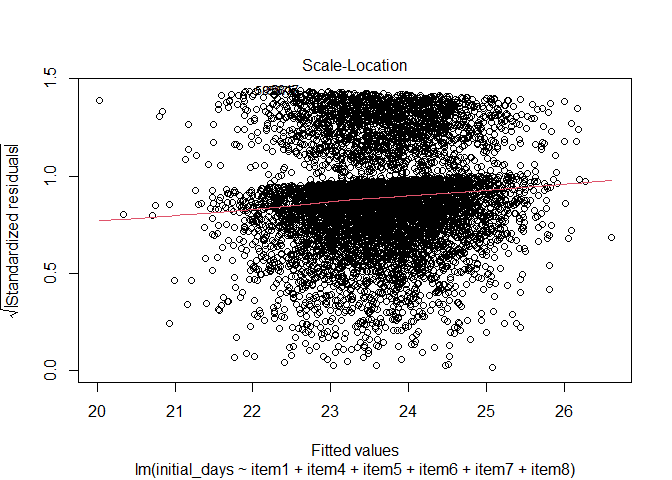 Scale-Location
√|Standardized residuals|
1.5
1.0
0.5
0.0
20 21 22 23 24 25 26
Fitted values
lm(initial_days ~ item1 + item4 + item5 + item6 + item7 + item8)